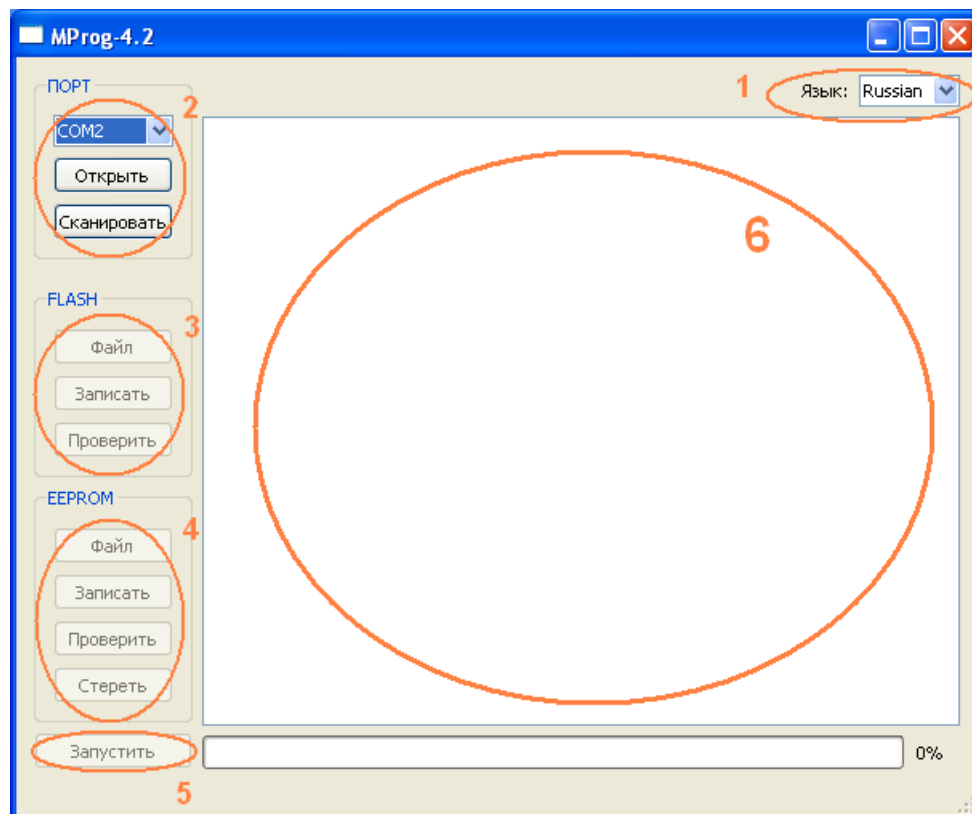 MProg-4.2
ПОРТ
1
Язык: Russian
2
COM2
Открыть
Сканировать
6
FLASH
3
Файл
Записать
Проверить
EEPROM
4
Файл
Записать
Проверить
Стереть
Запустить
0%
5